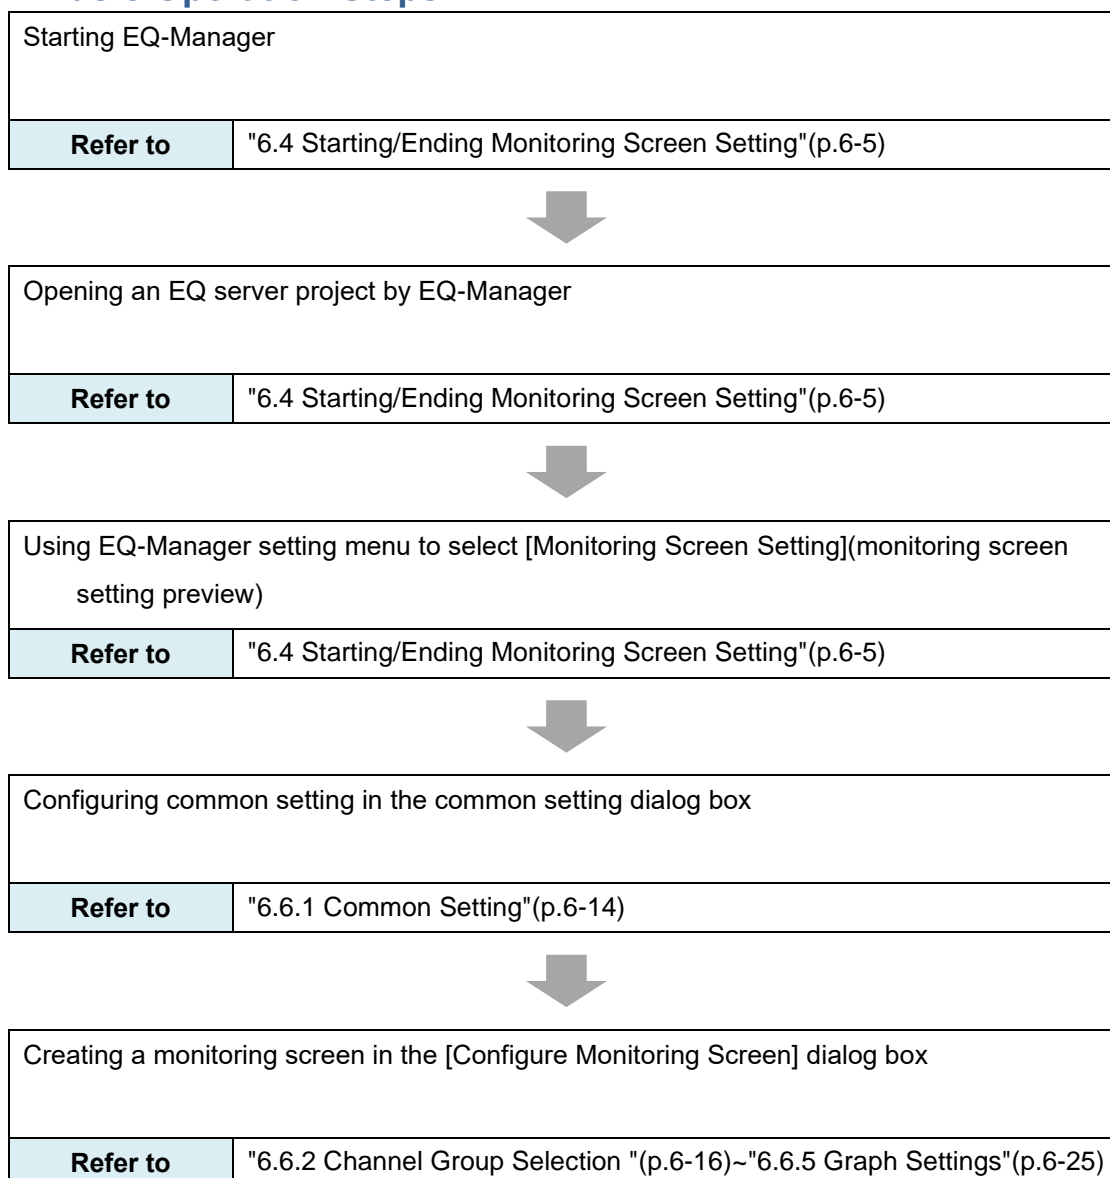 Starting EQ-Manager
Refer to "6.4 Starting/Ending Monitoring Screen Setting"(p.6-5)
Opening an EQ server project by EQ-Manager
Refer to "6.4 Starting/Ending Monitoring Screen Setting"(p.6-5)
Using EQ-Manager setting menu to select [Monitoring Screen Setting](monitoring screen
setting preview)
Refer to "6.4 Starting/Ending Monitoring Screen Setting"(p.6-5)
Configuring common setting in the common setting dialog box
Refer to "6.6.1 Common Setting"(p.6-14)
Creating a monitoring screen in the [Configure Monitoring Screen] dialog box
Refer to "6.6.2 Channel Group Selection "(p.6-16)~"6.6.5 Graph Settings"(p.6-25)